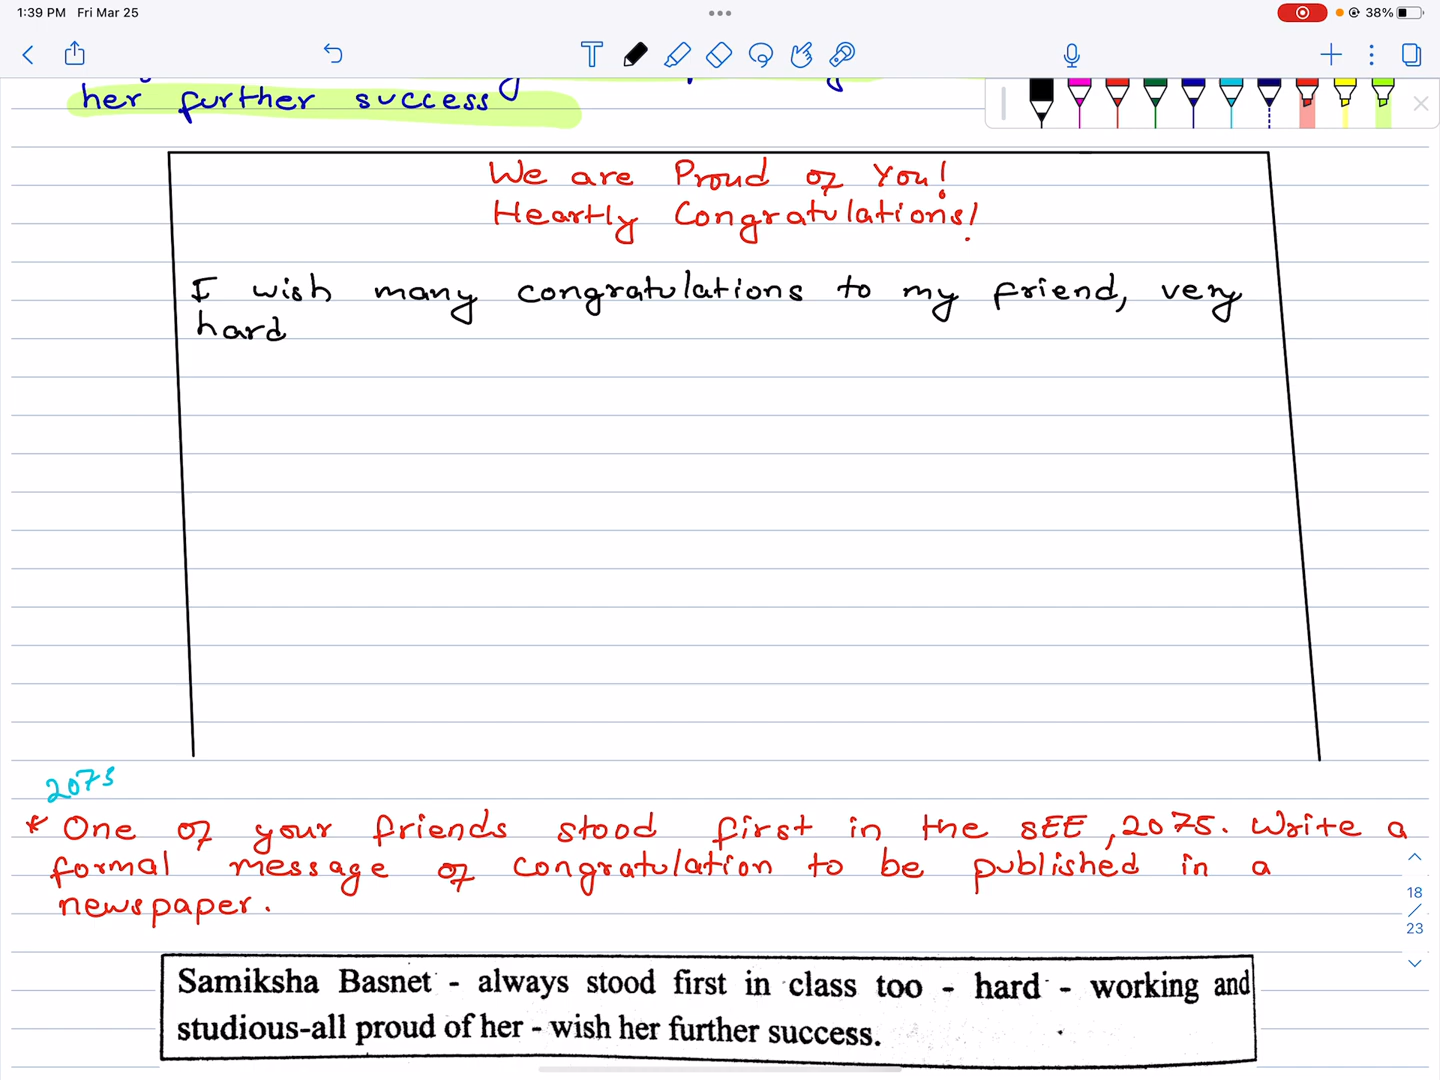 1:39 PM Fri Mar 25
38%
her further success
We are Proud of You!
Heartly Congratulations!
I wish many congratulations to my friend, very
hard
2075
* One of your friends stood first in the SEE, 2075. Write a
formal message of congratulation to be published in a
newspaper.
18
/
23
Samiksha Basnet - always stood first in class too - hard - working and
studious-all proud of her - wish her further success.